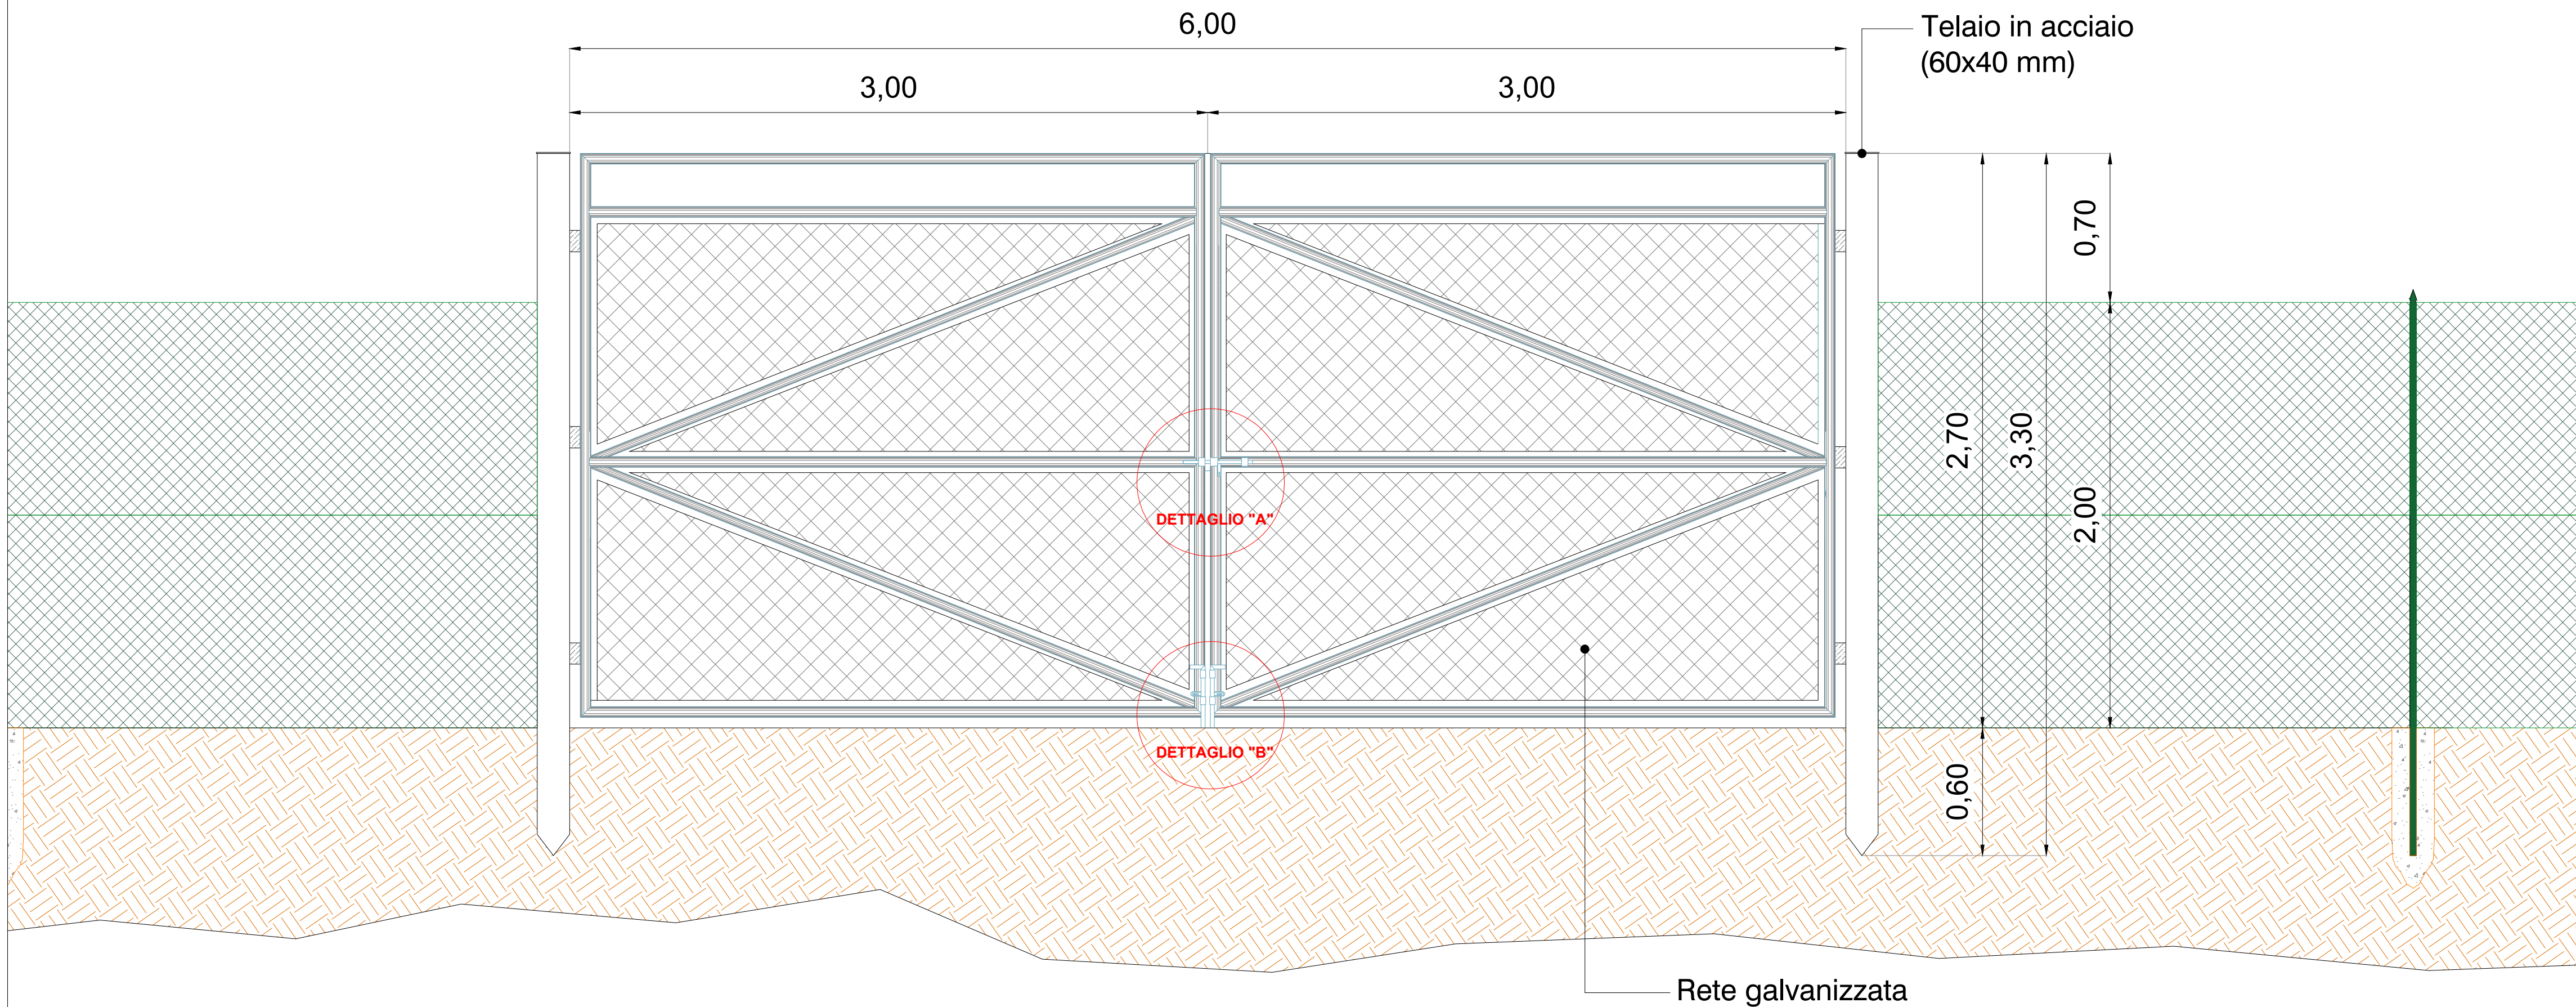 6,00
Telaio in acciaio
(60x40 mm)
3,00
3,00
0,70
2,70
3,30
2,00
DETTAGLIO "A"
DETTAGLIO "B"
0,60
Rete galvanizzata